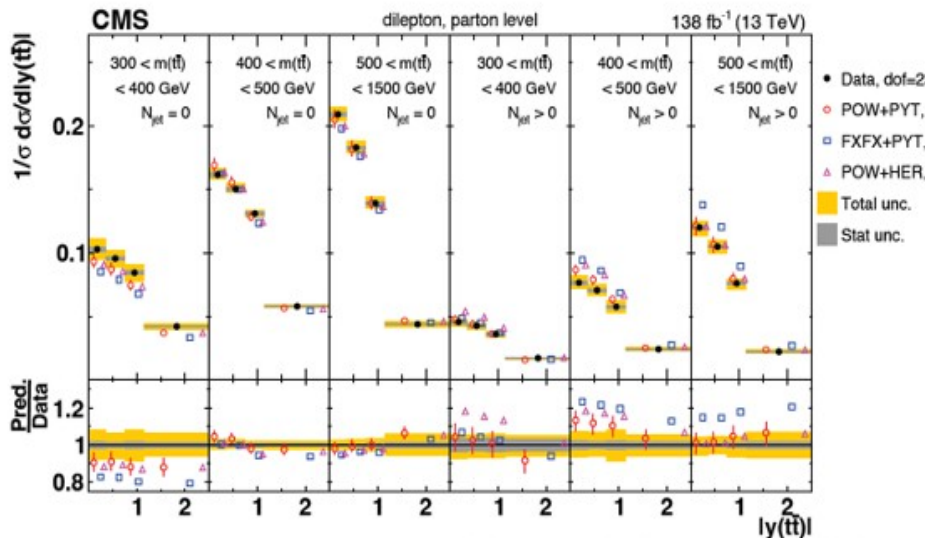 CMS dilepton, parton level 138 fb⁻¹ (13 TeV)
1/σ dσ/d|y(tt̄)|
300 < m(tt̄) < 400 GeV N_jet = 0
400 < m(tt̄) < 500 GeV N_jet = 0
500 < m(tt̄) < 1500 GeV N_jet = 0
300 < m(tt̄) < 400 GeV N_jet > 0
400 < m(tt̄) < 500 GeV N_jet > 0
500 < m(tt̄) < 1500 GeV N_jet > 0
Data, dof=2
POW+PYT,
FXFX+PYT,
POW+HER,
Total unc.
Stat unc.
0.2
0.1
Pred.
Data
1.2
1
0.8
1 2 1 2 1 2 1 2 1 2 1 2
|y(tt̄)|